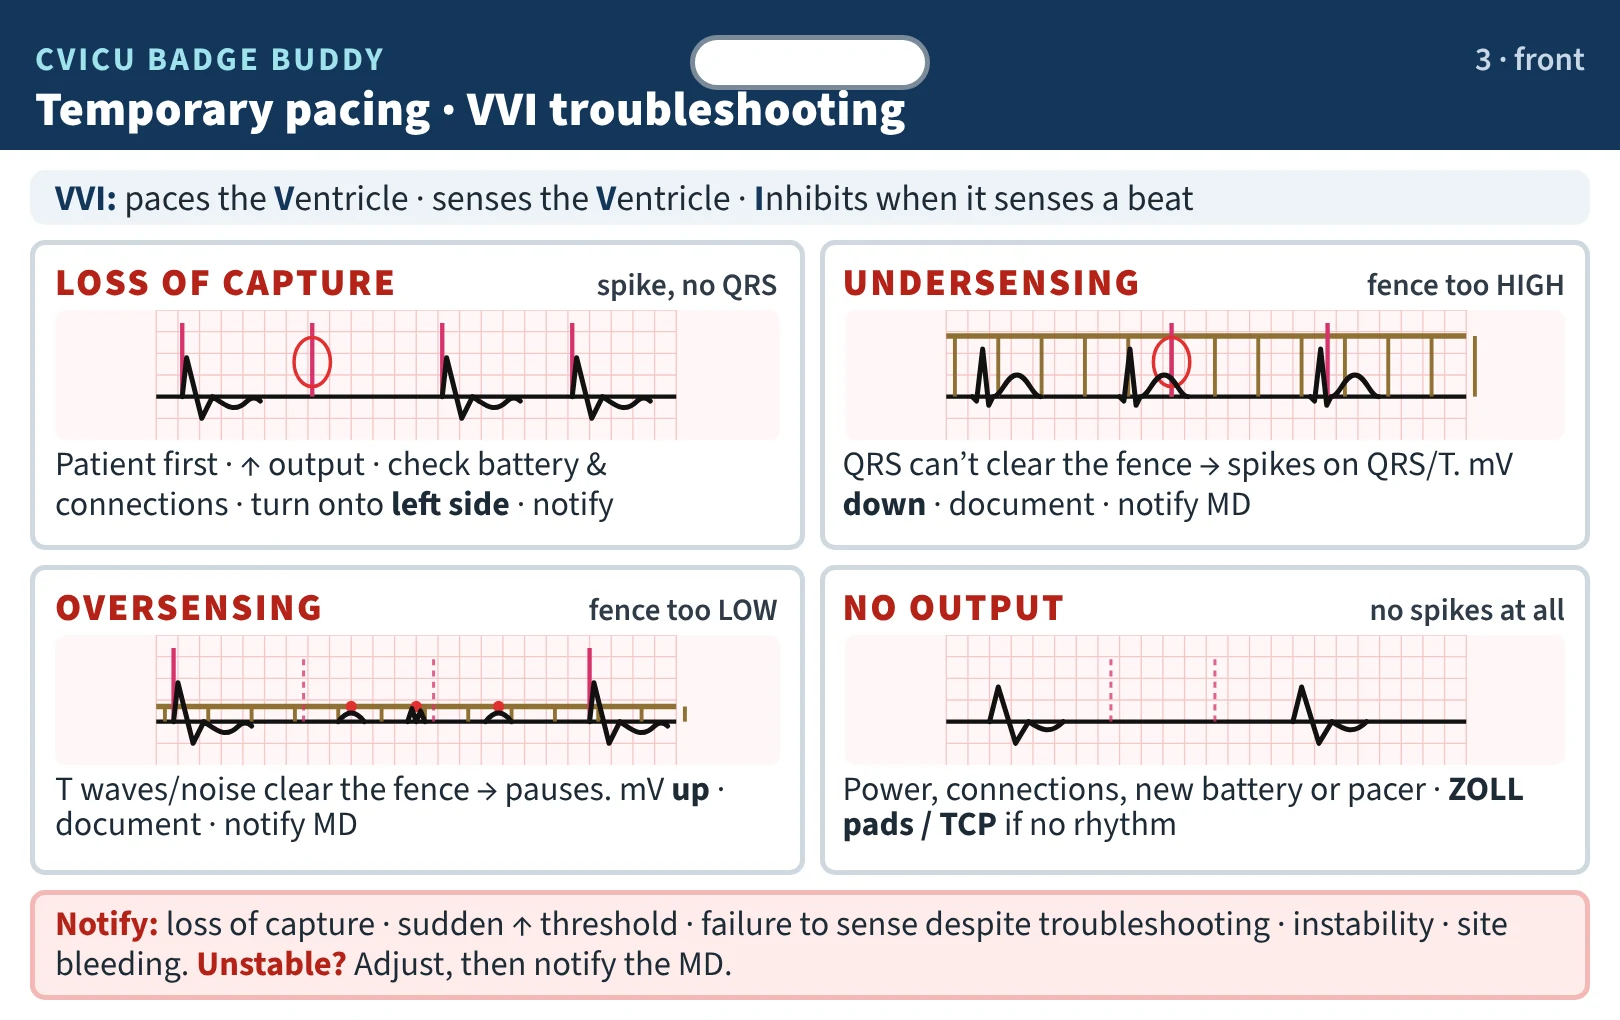 CVICU BADGE BUDDY
3 · front
Temporary pacing · VVI troubleshooting
VVI: paces the Ventricle · senses the Ventricle · Inhibits when it senses a beat
LOSS OF CAPTURE
spike, no QRS
Patient first · ↑ output · check battery &
connections · turn onto left side · notify
UNDERSENSING
fence too HIGH
QRS can’t clear the fence → spikes on QRS/T. mV
down · document · notify MD
OVERSENSING
fence too LOW
T waves/noise clear the fence → pauses. mV up ·
document · notify MD
NO OUTPUT
no spikes at all
Power, connections, new battery or pacer · ZOLL
pads / TCP if no rhythm
Notify: loss of capture · sudden ↑ threshold · failure to sense despite troubleshooting · instability · site
bleeding. Unstable? Adjust, then notify the MD.